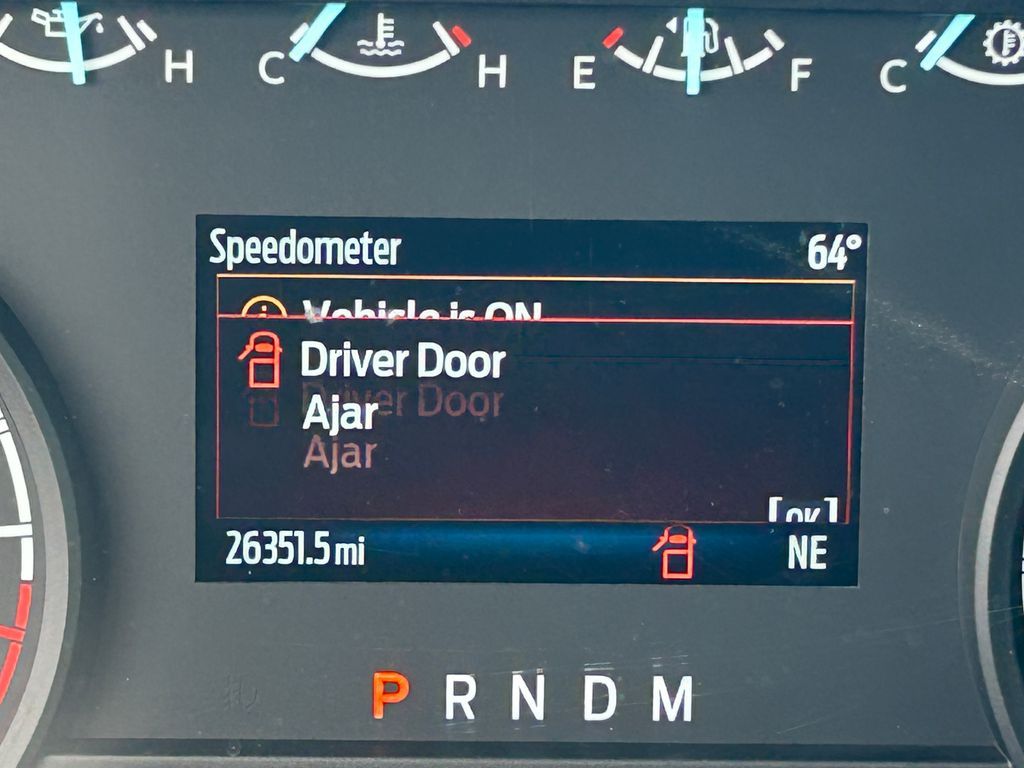 H C H E F C
Speedometer 64°
Vehicle is ON
Driver Door
Driver Door
Ajar
Ajar
[OK]
26351.5 mi NE
P R N D M